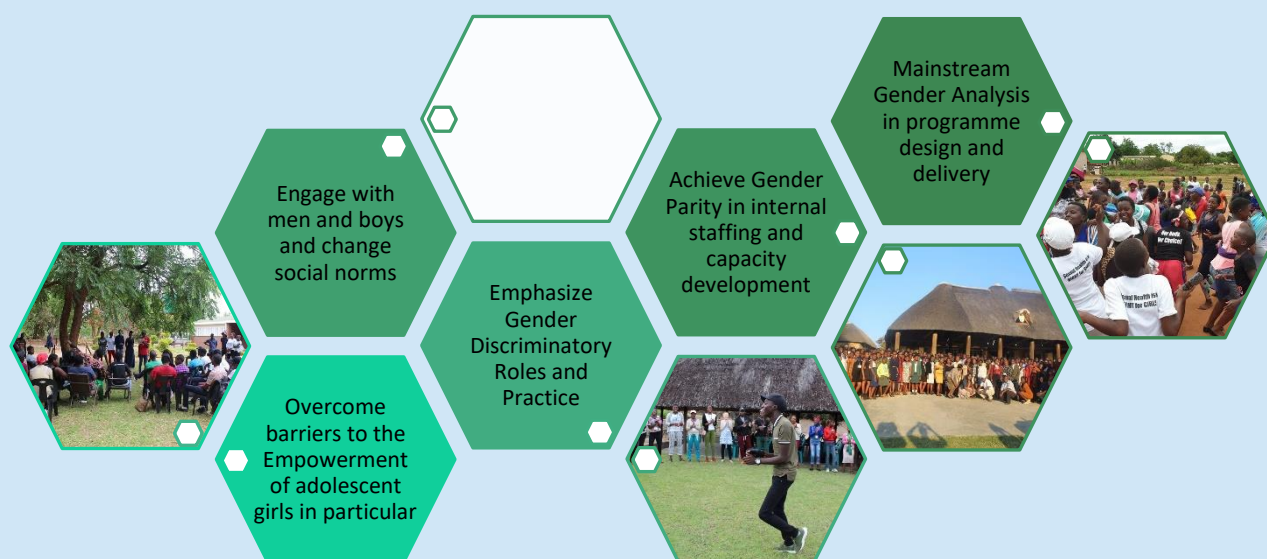 Mainstream
Gender Analysis
in programme
design and
delivery
Engage with
men and boys
and change
social norms
Achieve Gender
Parity in internal
staffing and
capacity
development
Emphasize
Gender
Discriminatory
Roles and
Practice
Overcome
barriers to the
Empowerment
of adolescent
girls in particular